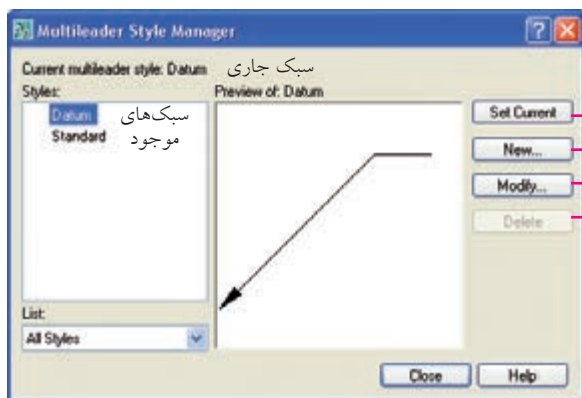 Multileader Style Manager
Current multileader style: Datum سبک جاری
Styles:
Preview of: Datum
Datum
Standard
سبک‌های
موجود
Set Current
New...
Modify...
Delete
List:
All Styles
Close
Help